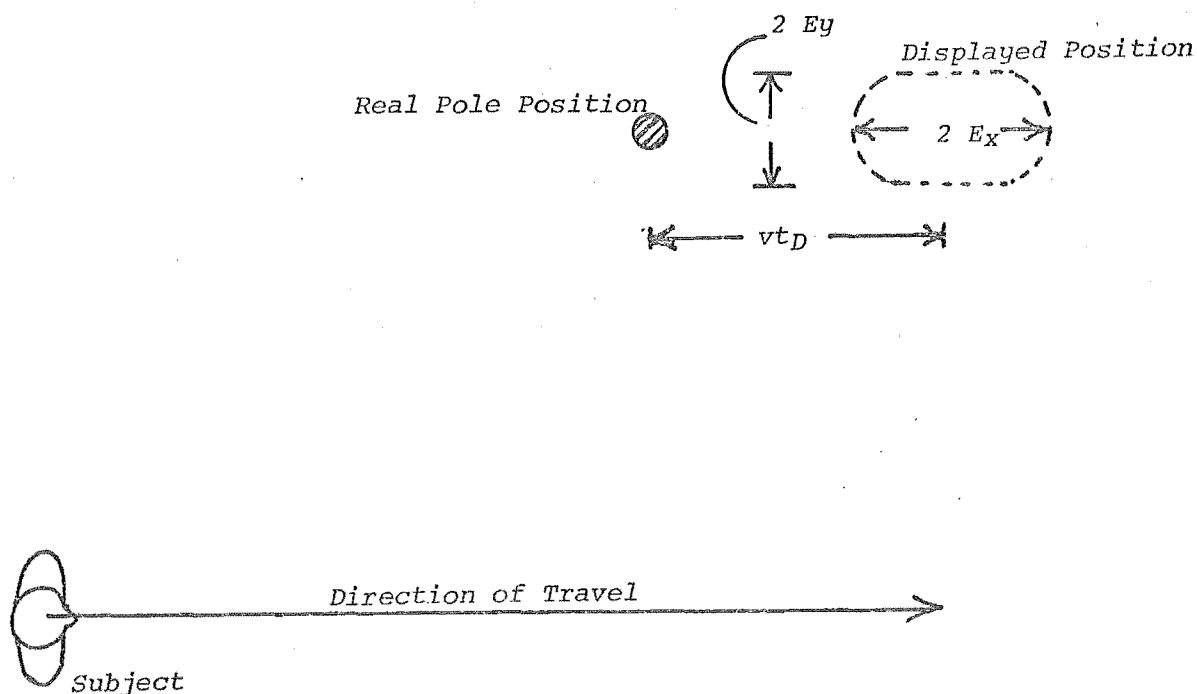 2 Ey
Displayed Position
Real Pole Position
2 Ex
vtD
Direction of Travel
Subject